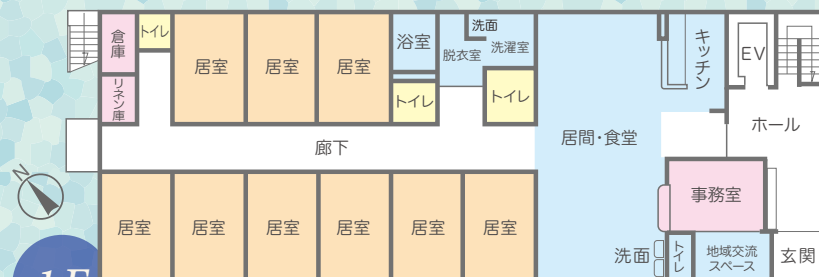 倉庫
トイレ
居室
居室
居室
浴室
脱衣室
洗面
洗濯室
キッチン
EV
リネン庫
トイレ
トイレ
ホール
廊下
居間・食堂
事務室
N
居室
居室
居室
居室
居室
居室
洗面
トイレ
地域交流
スペース
玄関
1F